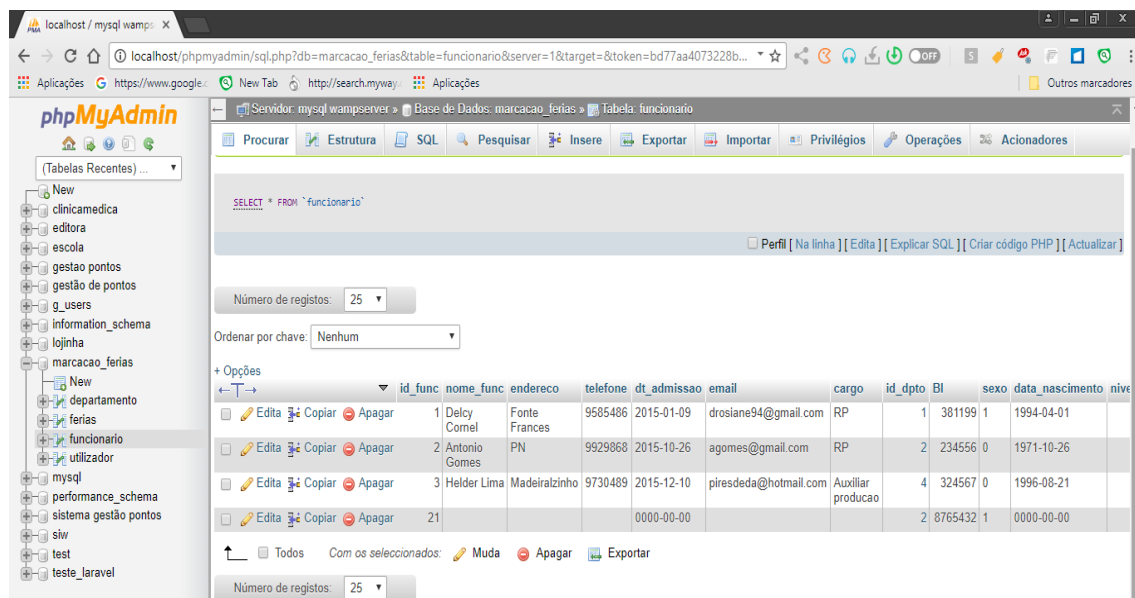 localhost / mysql wamps
localhost/phpmyadmin/sql.php?db=marcacao_ferias&table=funcionario&server=1&target=&token=bd77aa4073228b...
OFF
S
Aplicações G https://www.google.c New Tab http://search.myway. Aplicações Outros marcadores
phpMyAdmin
(Tabelas Recentes) ...
New
clinicamedica
editora
escola
gestao pontos
gestão de pontos
g_users
information_schema
lojinha
marcacao_ferias
New
departamento
ferias
funcionario
utilizador
mysql
performance_schema
sistema gestão pontos
siw
test
teste_laravel
Servidor: mysql wampserver » Base de Dados: marcacao_ferias » Tabela: funcionario
Procurar Estrutura SQL Pesquisar Insere Exportar Importar Privilégios Operações Acionadores
SELECT * FROM `funcionario`
Perfil [ Na linha ] [ Edita ] [ Explicar SQL ] [ Criar código PHP ] [ Actualizar ]
Número de registos: 25
Ordenar por chave: Nenhum
+ Opções
←T→ id_func nome_func endereco telefone dt_admissao email cargo id_dpto BI sexo data_nascimento nive
Edita Copiar Apagar 1 Delcy Cornel Fonte Frances 9585486 2015-01-09 drosiane94@gmail.com RP 1 381199 1 1994-04-01
Edita Copiar Apagar 2 Antonio Gomes PN 9929868 2015-10-26 agomes@gmail.com RP 2 234556 0 1971-10-26
Edita Copiar Apagar 3 Helder Lima Madeiralzinho 9730489 2015-12-10 piresdeda@hotmail.com Auxiliar producao 4 324567 0 1996-08-21
Edita Copiar Apagar 21 0000-00-00 2 8765432 1 0000-00-00
Todos Com os seleccionados: Muda Apagar Exportar
Número de registos: 25